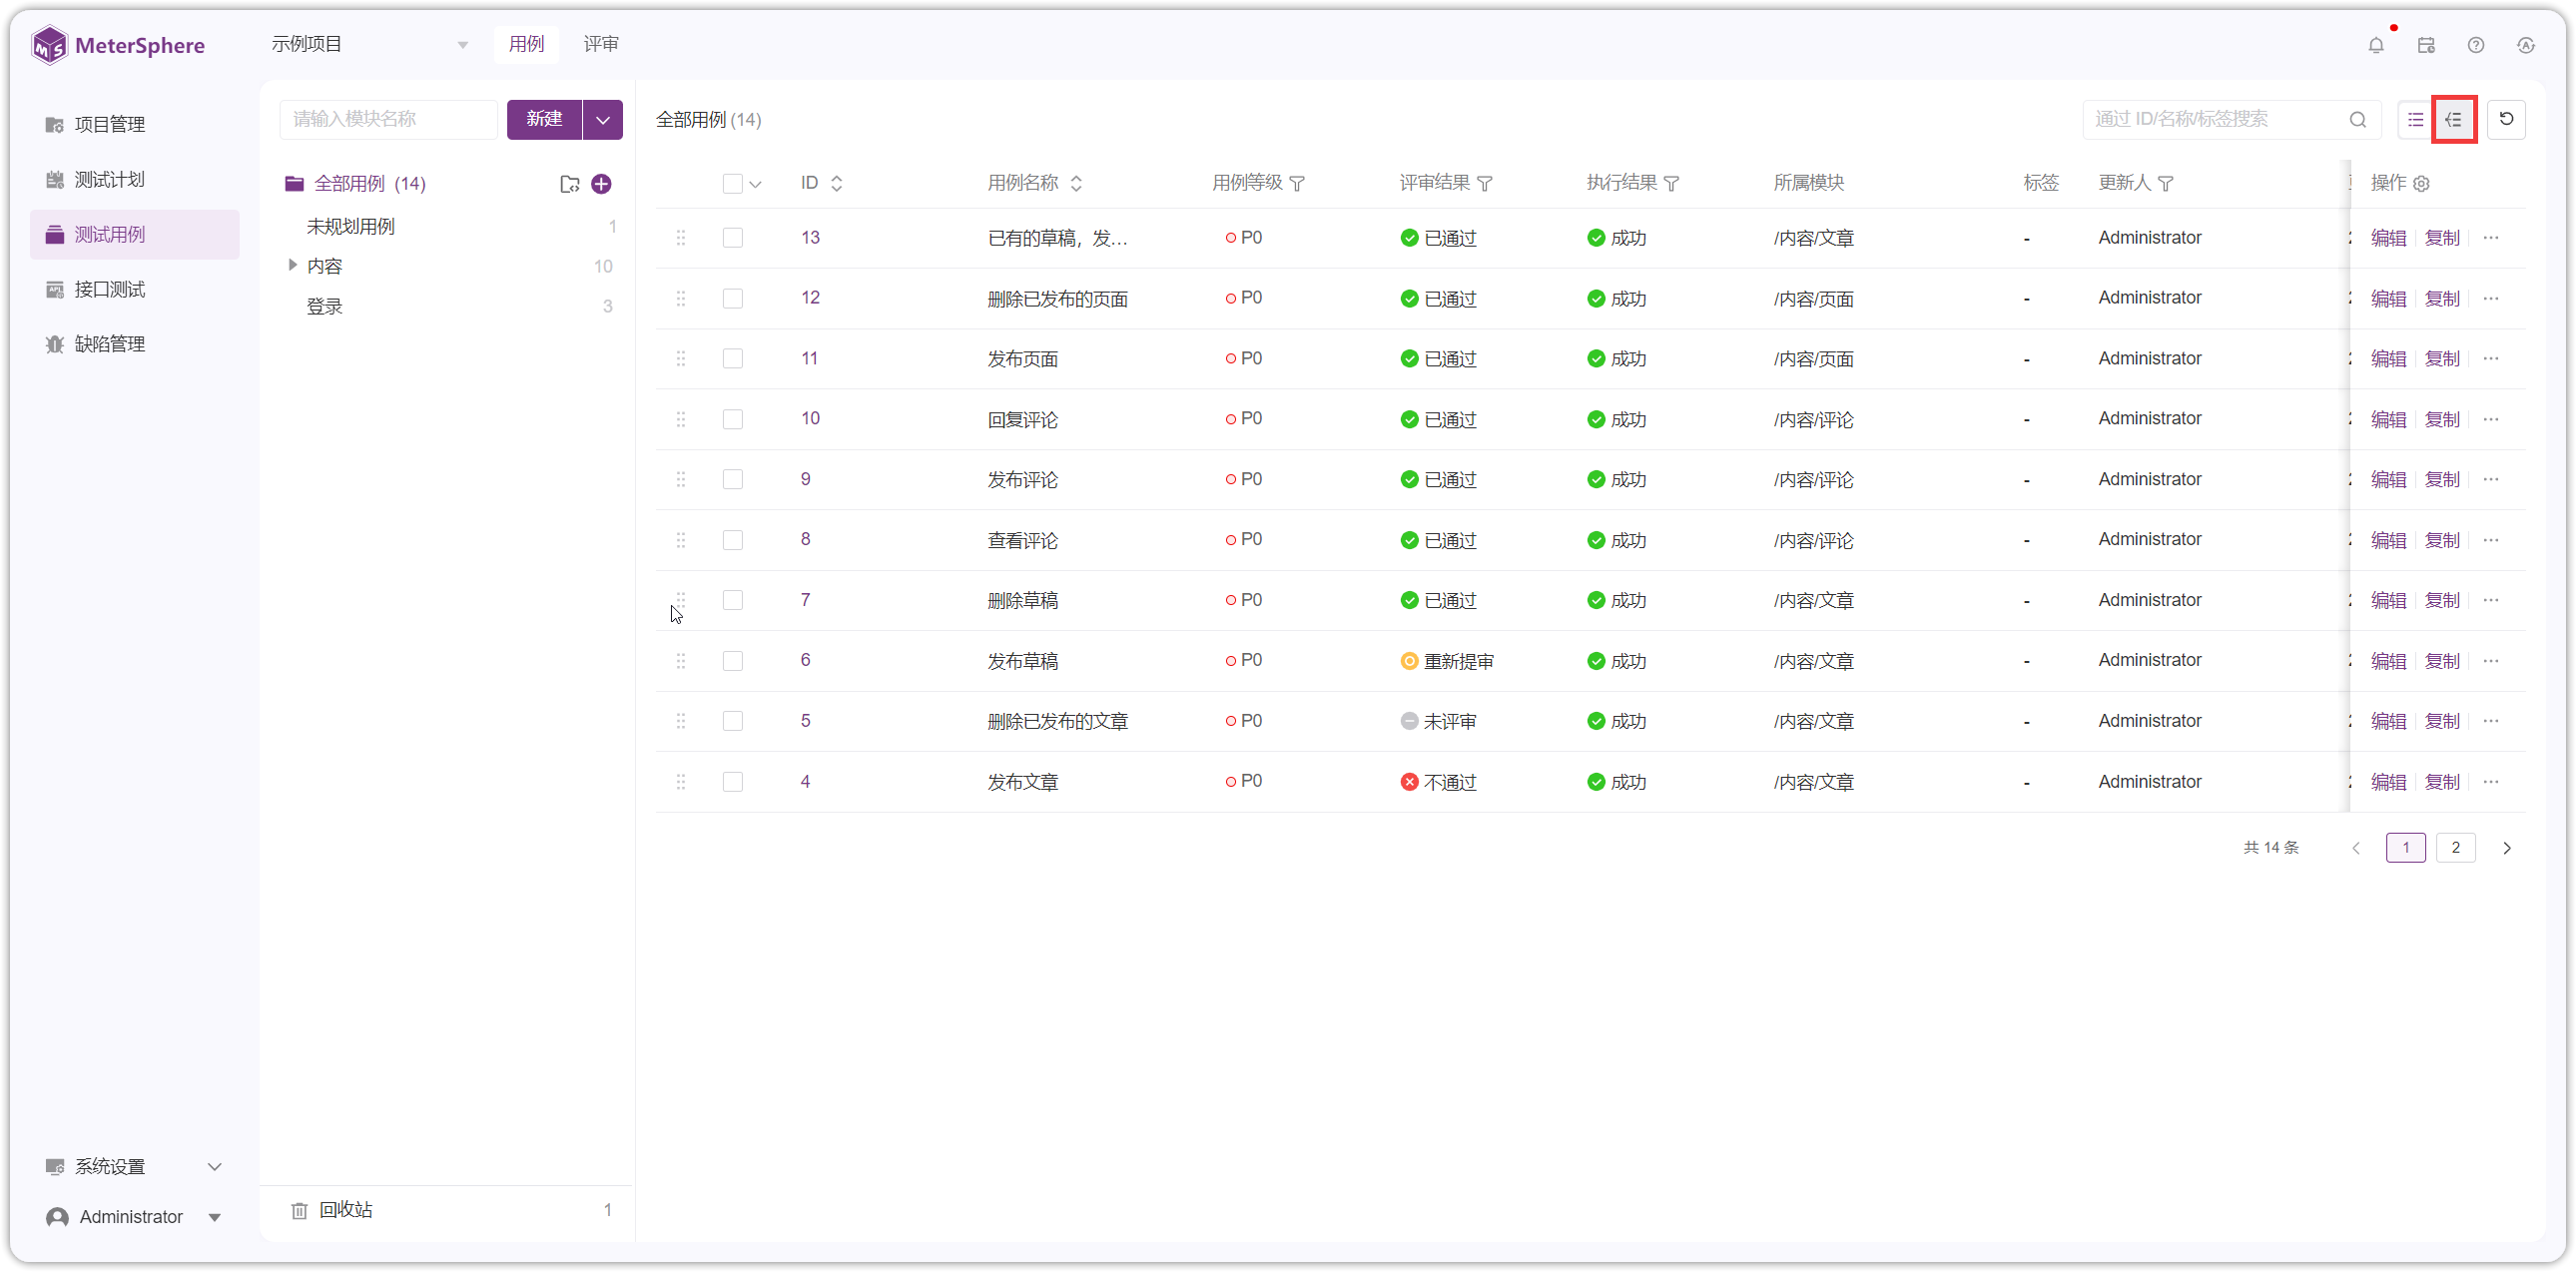 MeterSphere
示例项目
用例
评审
项目管理
测试计划
测试用例
接口测试
缺陷管理
系统设置
Administrator
请输入模块名称
新建
全部用例 (14)
未规划用例 1
内容 10
登录 3
回收站 1
全部用例 (14)
通过 ID/名称/标签搜索
ID 用例名称 用例等级 评审结果 执行结果 所属模块 标签 更新人 操作
13 已有的草稿，发... P0 已通过 成功 /内容/文章 - Administrator 编辑 复制 ...
12 删除已发布的页面 P0 已通过 成功 /内容/页面 - Administrator 编辑 复制 ...
11 发布页面 P0 已通过 成功 /内容/页面 - Administrator 编辑 复制 ...
10 回复评论 P0 已通过 成功 /内容/评论 - Administrator 编辑 复制 ...
9 发布评论 P0 已通过 成功 /内容/评论 - Administrator 编辑 复制 ...
8 查看评论 P0 已通过 成功 /内容/评论 - Administrator 编辑 复制 ...
7 删除草稿 P0 已通过 成功 /内容/文章 - Administrator 编辑 复制 ...
6 发布草稿 P0 重新提审 成功 /内容/文章 - Administrator 编辑 复制 ...
5 删除已发布的文章 P0 未评审 成功 /内容/文章 - Administrator 编辑 复制 ...
4 发布文章 P0 不通过 成功 /内容/文章 - Administrator 编辑 复制 ...
共 14 条 1 2